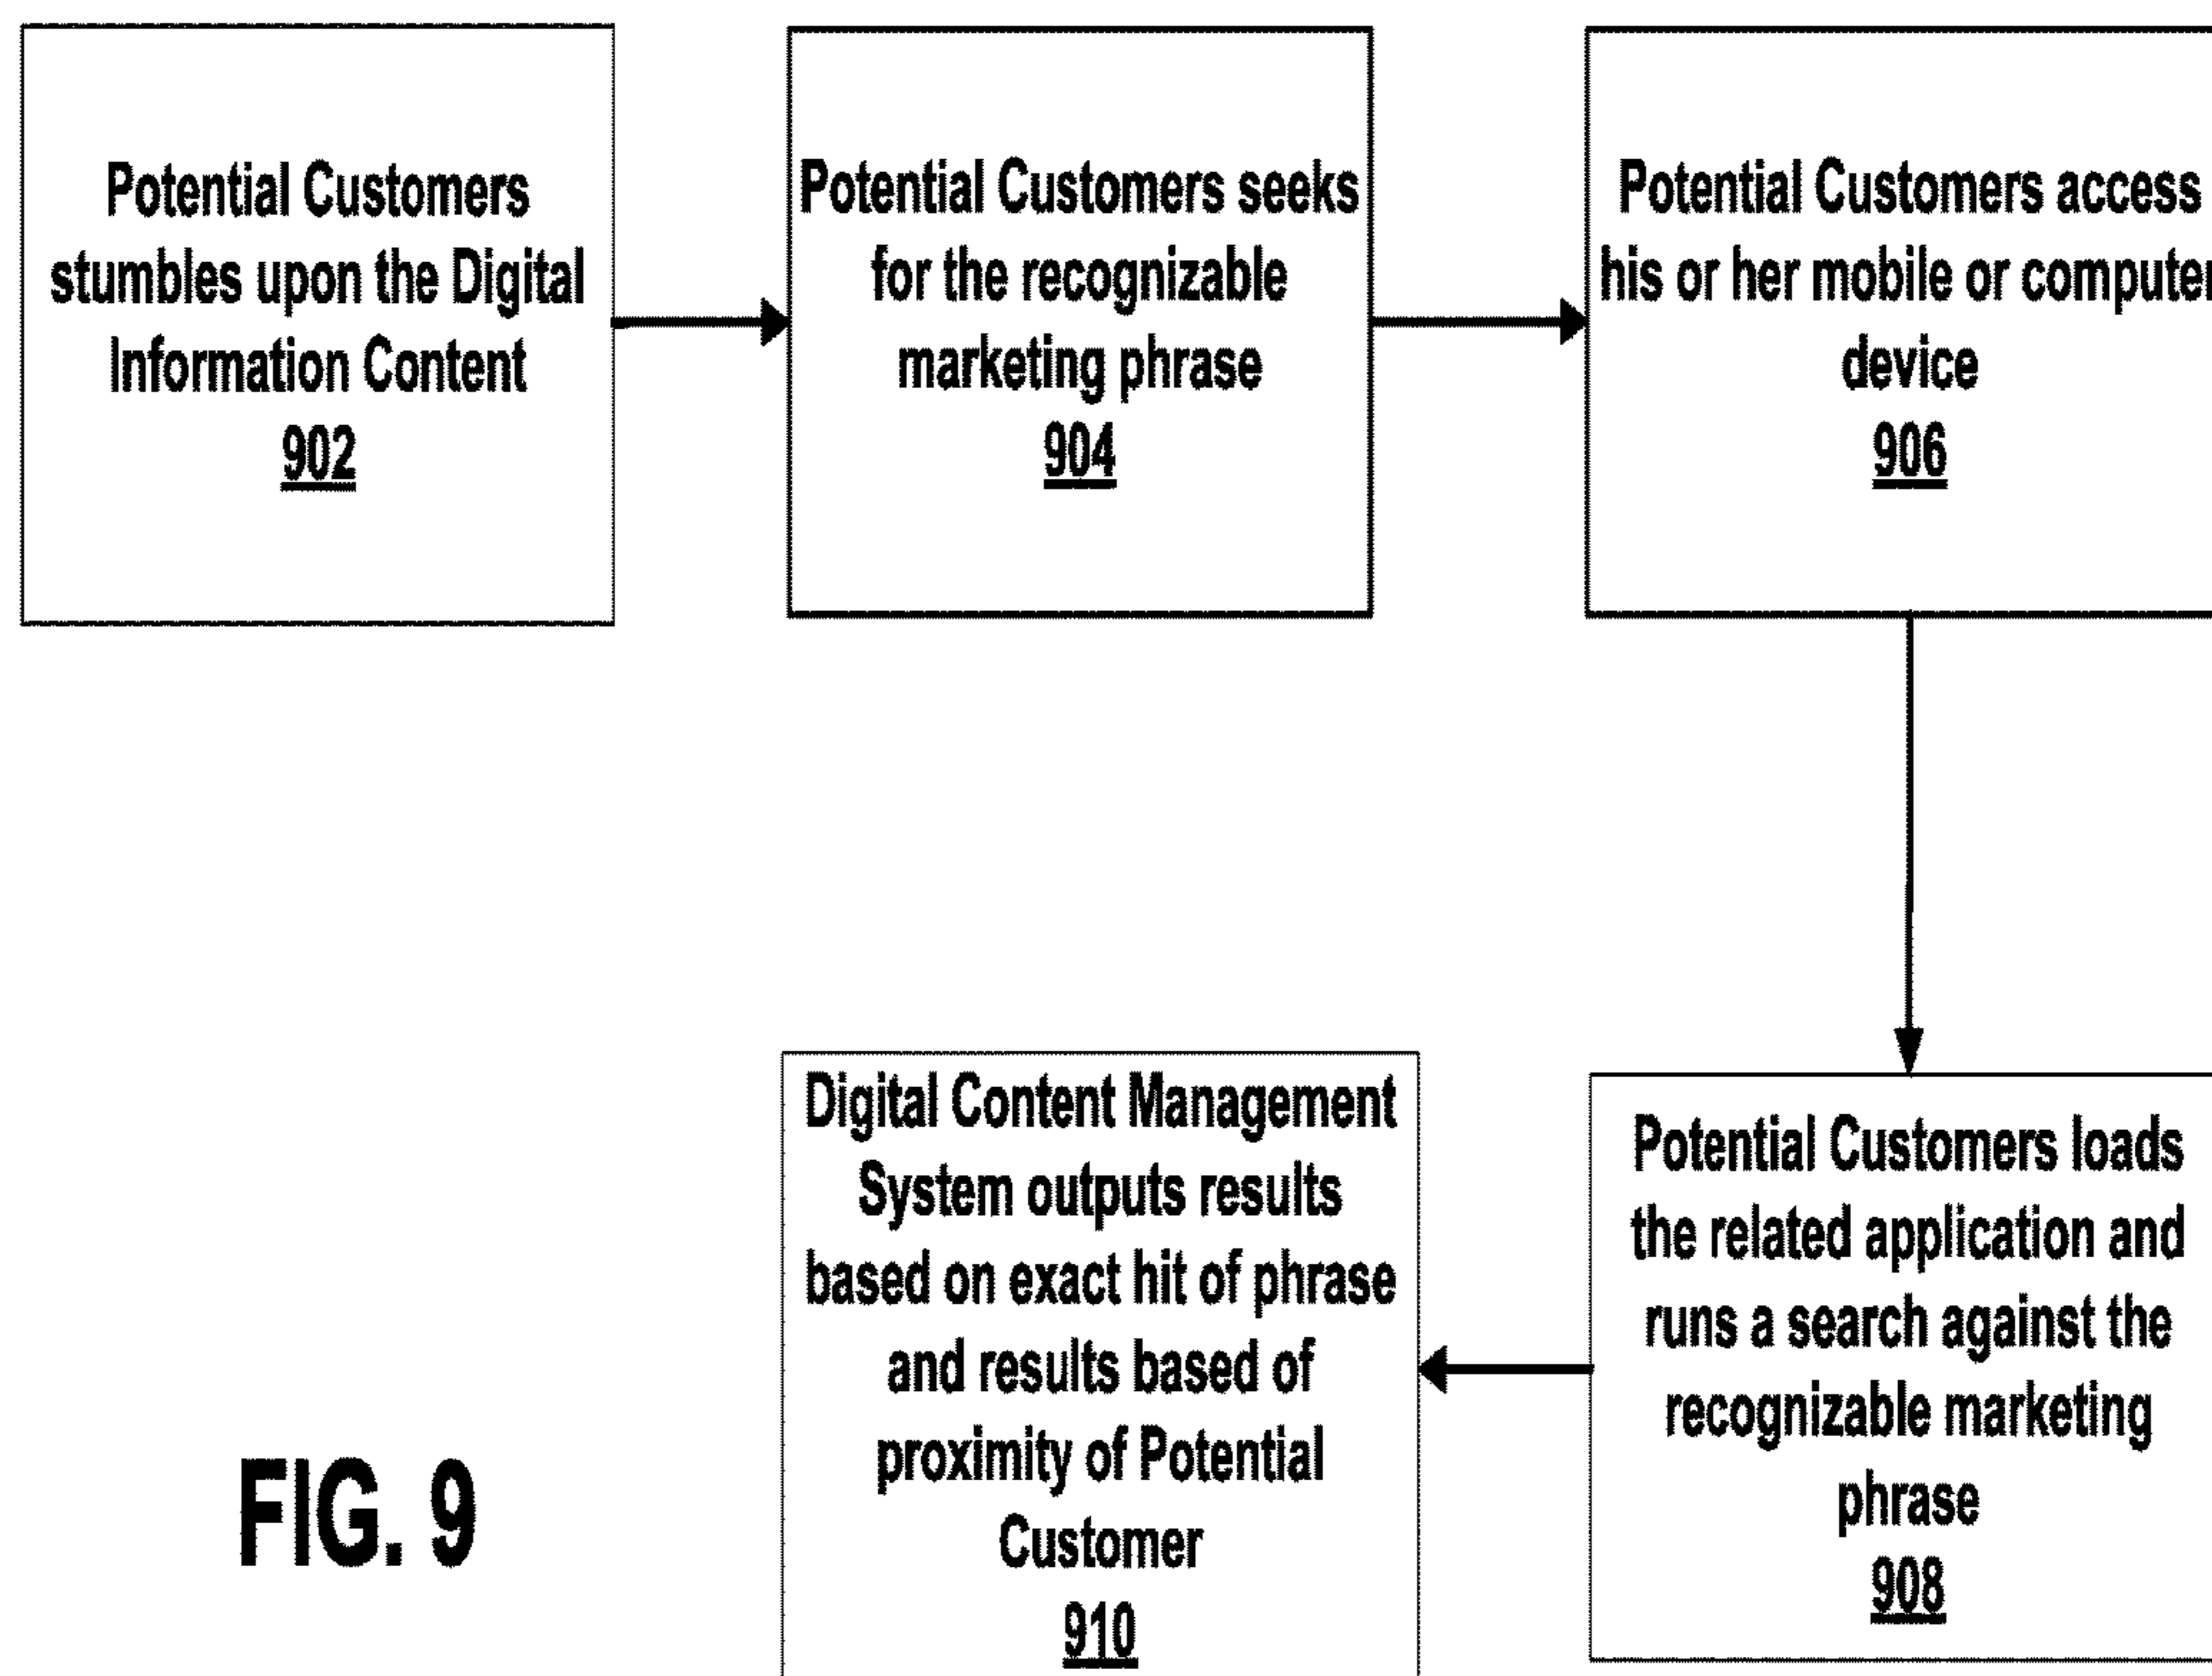 Potential Customers
stumbles upon the Digital
Information Content
902
Potential Customers seeks
for the recognizable
marketing phrase
904
Potential Customers access
his or her mobile or computer
device
906
Potential Customers loads
the related application and
runs a search against the
recognizable marketing
phrase
908
Digital Content Management
System outputs results
based on exact hit of phrase
and results based of
proximity of Potential
Customer
910
FIG. 9